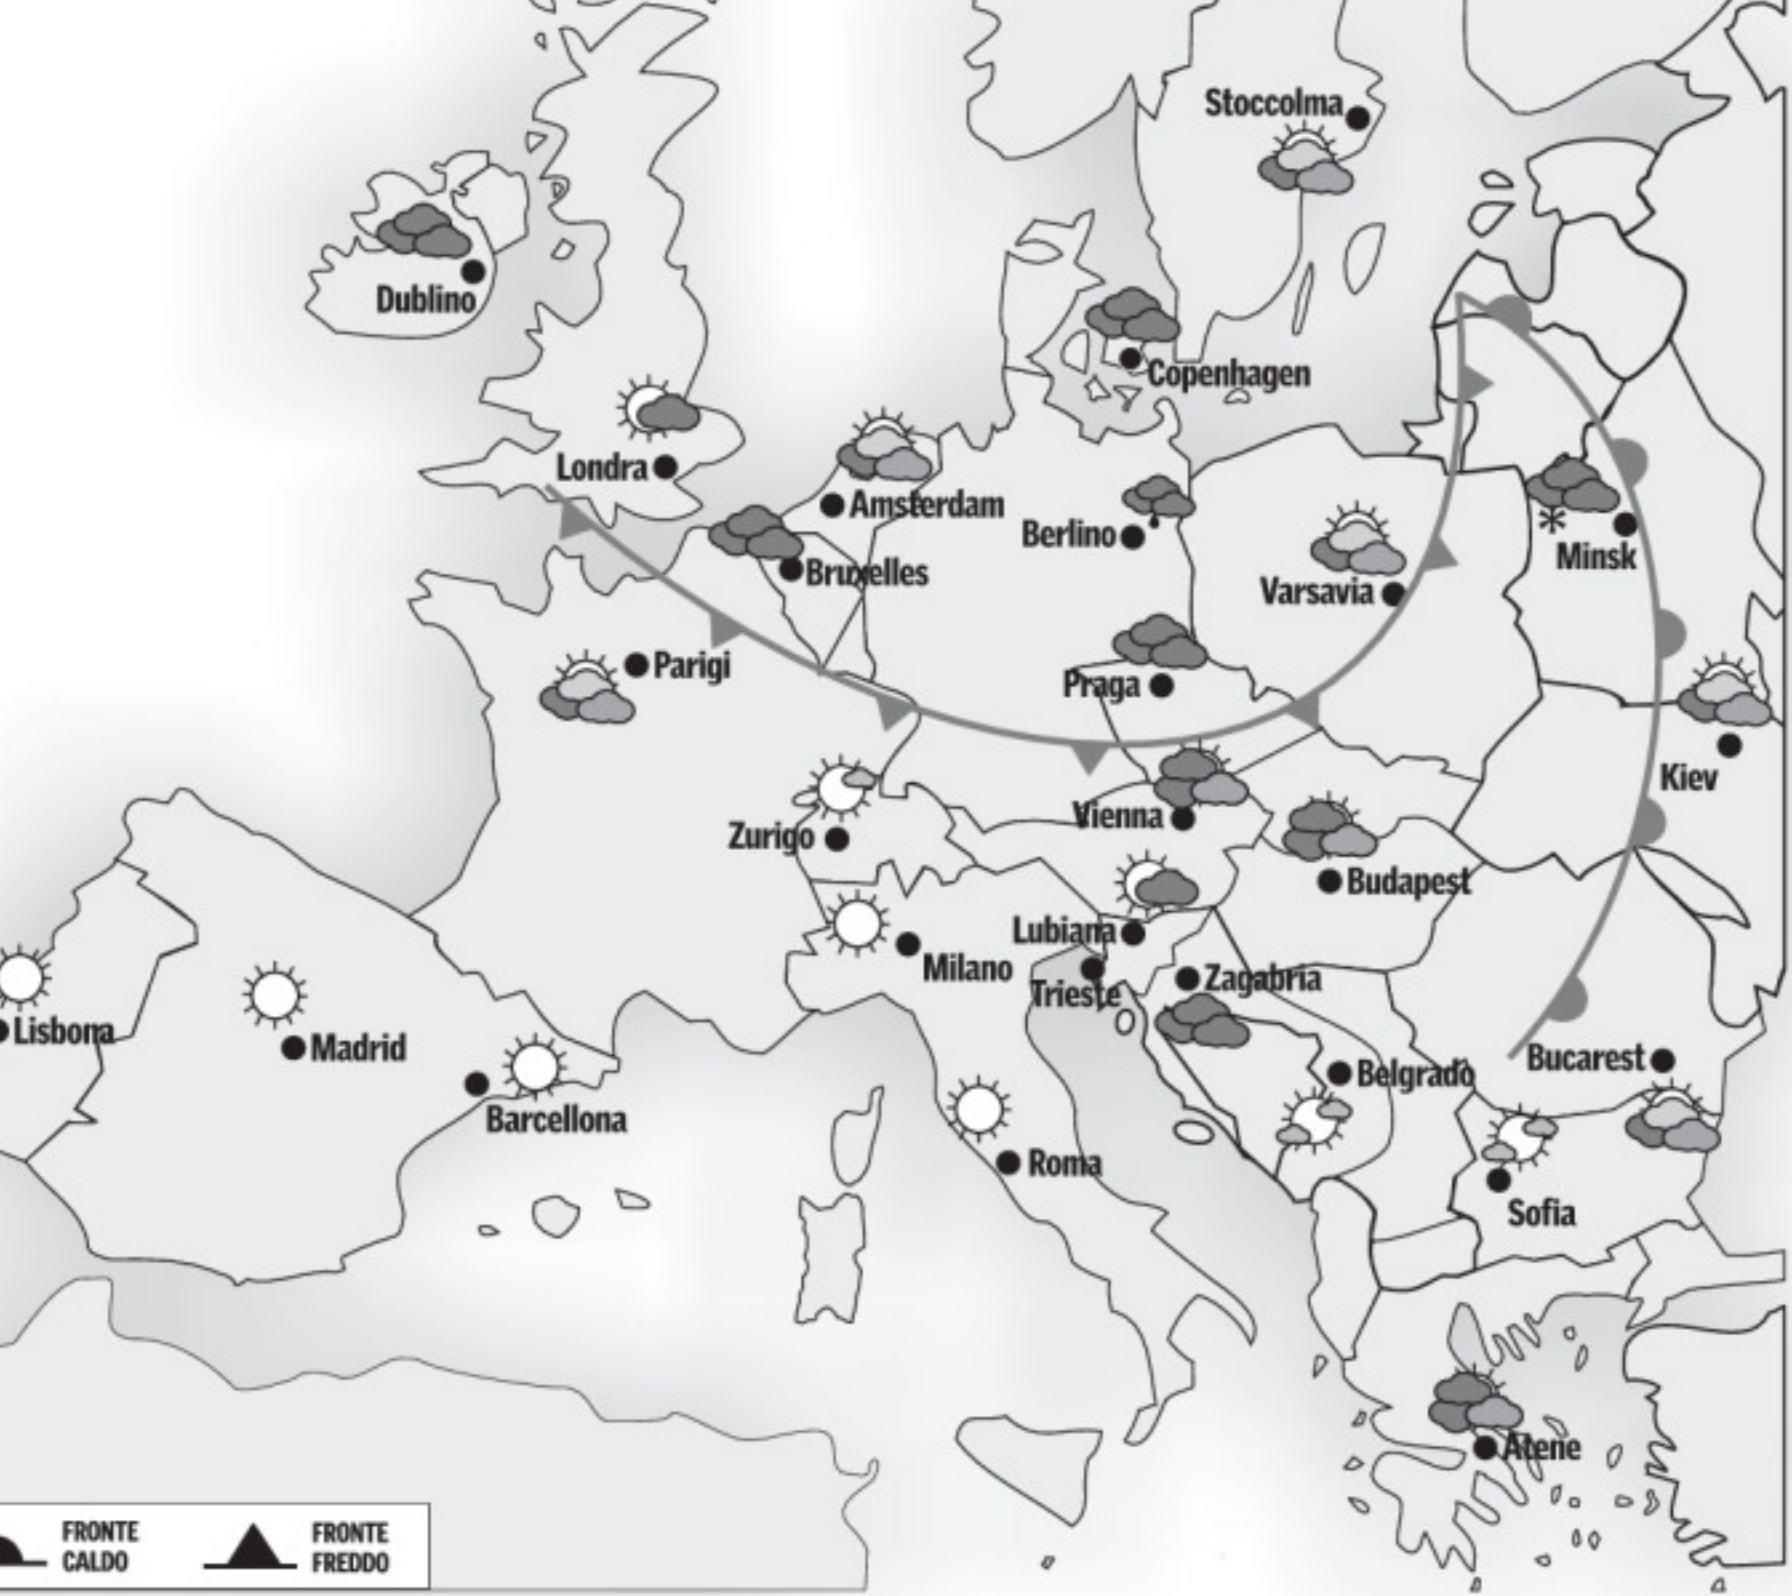 Stoccolma
Dublino
Copenhagen
Londra
Amsterdam
Berlino
Minsk
Bruxelles
Varsavia
Parigi
Praga
Kiev
Vienna
Zurigo
Budapest
Lubiana
Milano
Trieste
Zagabria
Lisbona
Madrid
Belgrado
Bucarest
Barcellona
Roma
Sofia
Atene
FRONTE
CALDO
FRONTE
FREDDO